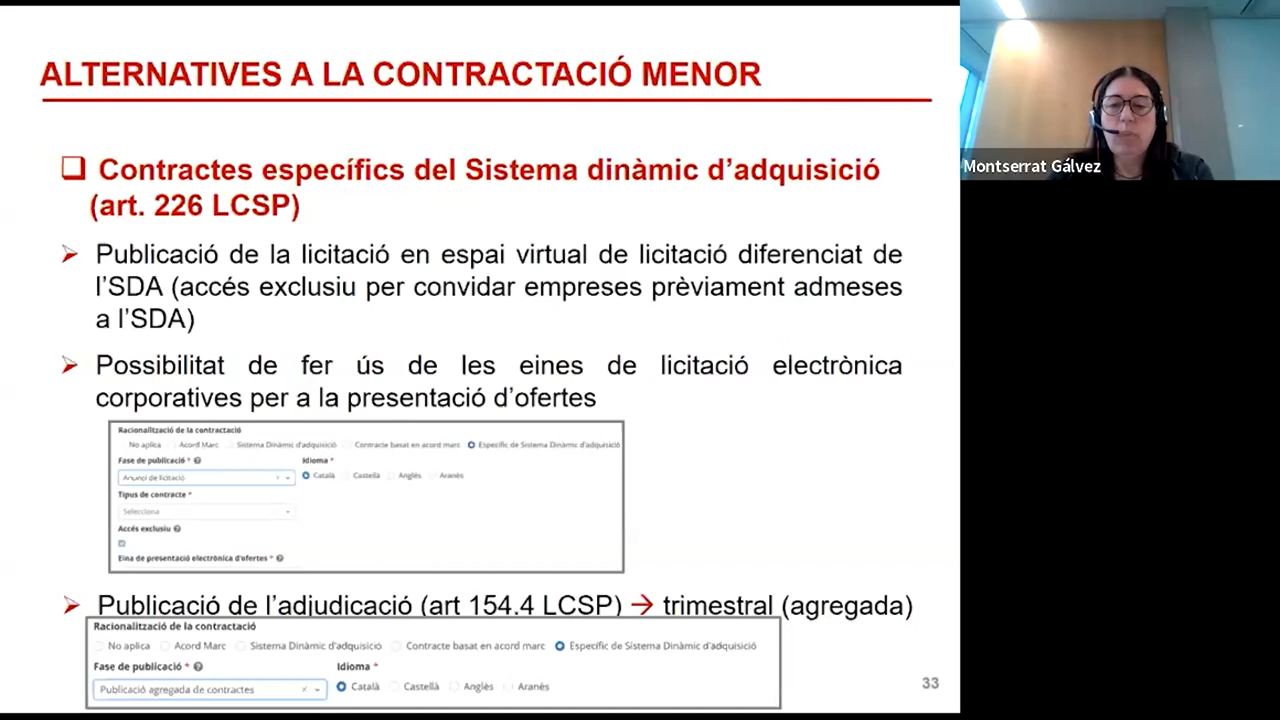 ALTERNATIVES A LA CONTRACTACIÓ MENOR
Contractes específics del Sistema dinàmic d'adquisició
(art. 226 LCSP)
Publicació de la licitació en espai virtual de licitació diferenciat de
l'SDA (accés exclusiu per convidar empreses prèviament admeses
a l'SDA)
Possibilitat de fer ús de les eines de licitació electrònica
corporatives per a la presentació d'ofertes
Racionalització de la contractació
No aplica Acord Marc Sistema Dinàmic d'adquisició Contracte basat en acord marc Específic de Sistema Dinàmic d'adquisició
Fase de publicació * Idioma *
Anunci de licitació Català Castellà Anglès Aranès
Tipus de contracte *
Selecciona
Accés exclusiu
Eina de presentació electrònica d'ofertes *
Publicació de l'adjudicació (art 154.4 LCSP) → trimestral (agregada)
Racionalització de la contractació
No aplica Acord Marc Sistema Dinàmic d'adquisició Contracte basat en acord marc Específic de Sistema Dinàmic d'adquisició
Fase de publicació * Idioma *
Publicació agregada de contractes Català Castellà Anglès Aranès
33
Montserrat Gálvez